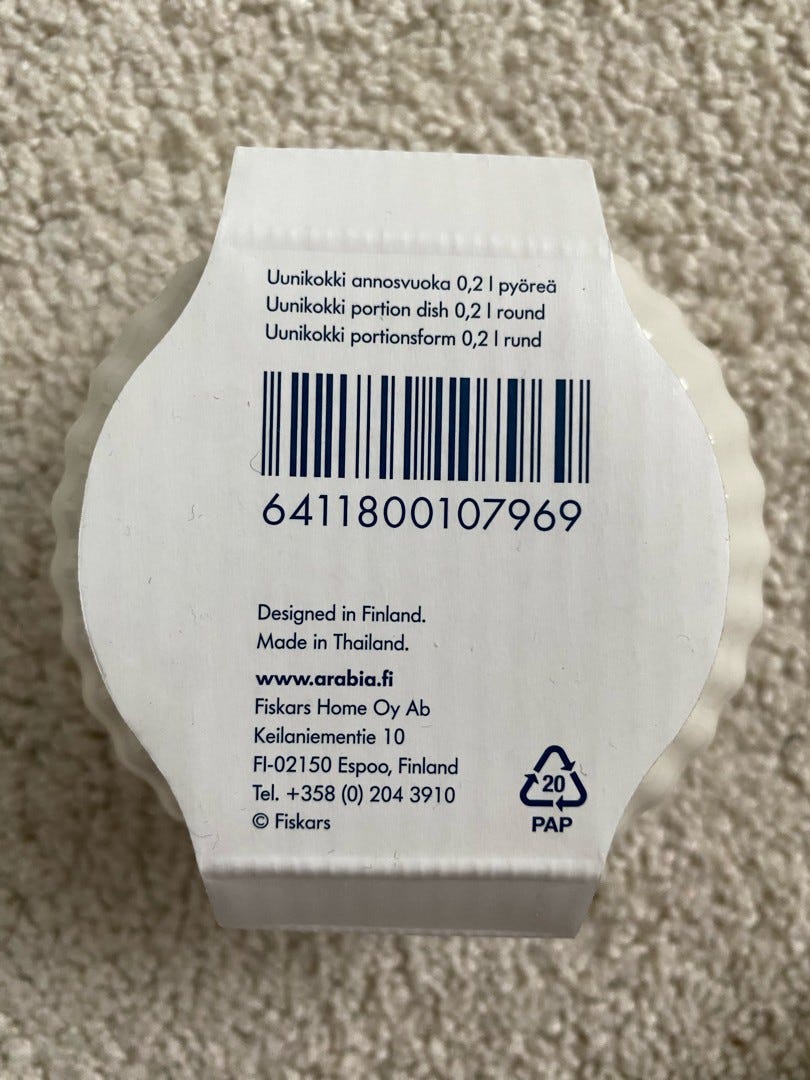 Uunikokki annosvuoka 0,2 l pyöreä
Uunikokki portion dish 0,2 l round
Uunikokki portionsform 0,2 l rund
6411800107969
Designed in Finland.
Made in Thailand.
www.arabia.fi
Fiskars Home Oy Ab
Keilaniementie 10
FI-02150 Espoo, Finland
Tel. +358 (0) 204 3910
© Fiskars
20
PAP